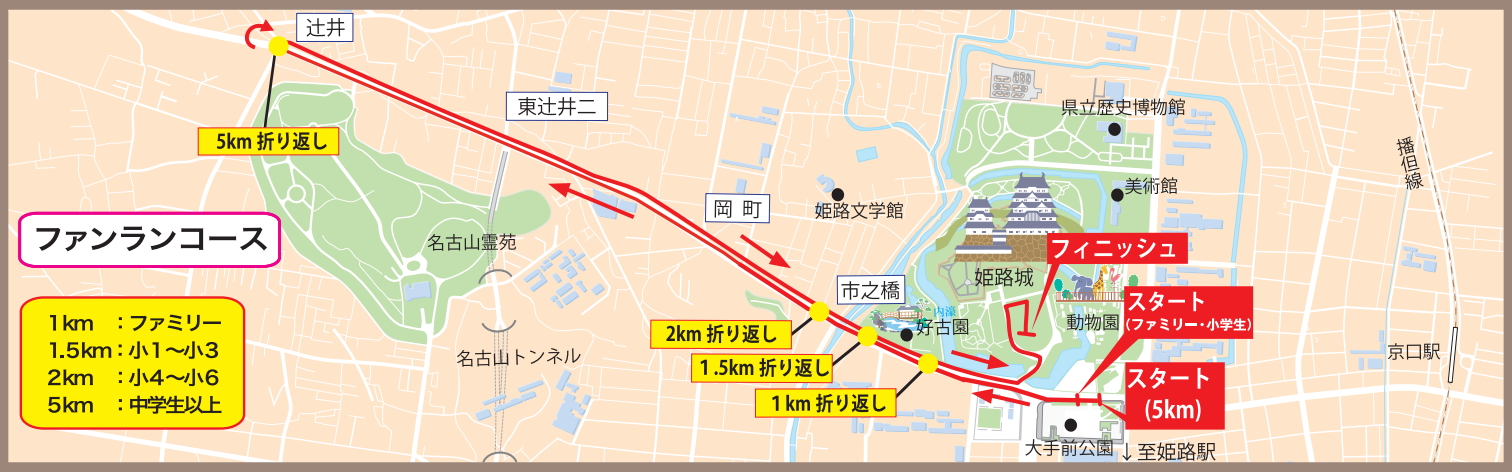 辻井
東辻井二
5km 折り返し
県立歴史博物館
播但線
美術館
岡 町
姫路文学館
ファンランコース
名古山霊苑
フィニッシュ
姫路城
市之橋
スタート
(ファミリー・小学生)
1km ：ファミリー
1.5km：小1～小3
2km ：小4～小6
5km ：中学生以上
内濠
好古園
動物園
2km 折り返し
名古山トンネル
1.5km 折り返し
京口駅
1km 折り返し
スタート
(5km)
大手前公園
↓至姫路駅